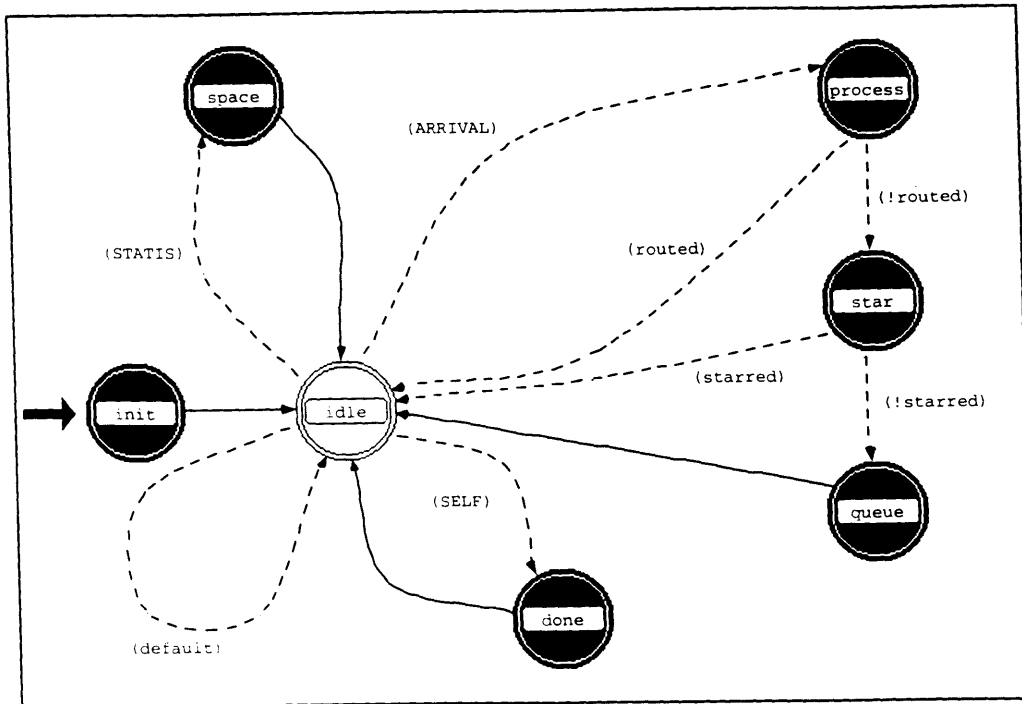 space
process
(ARRIVAL)
(!routed)
(STATIS)
(routed)
star
(starred)
(!starred)
init
idle
(SELF)
queue
done
(default)